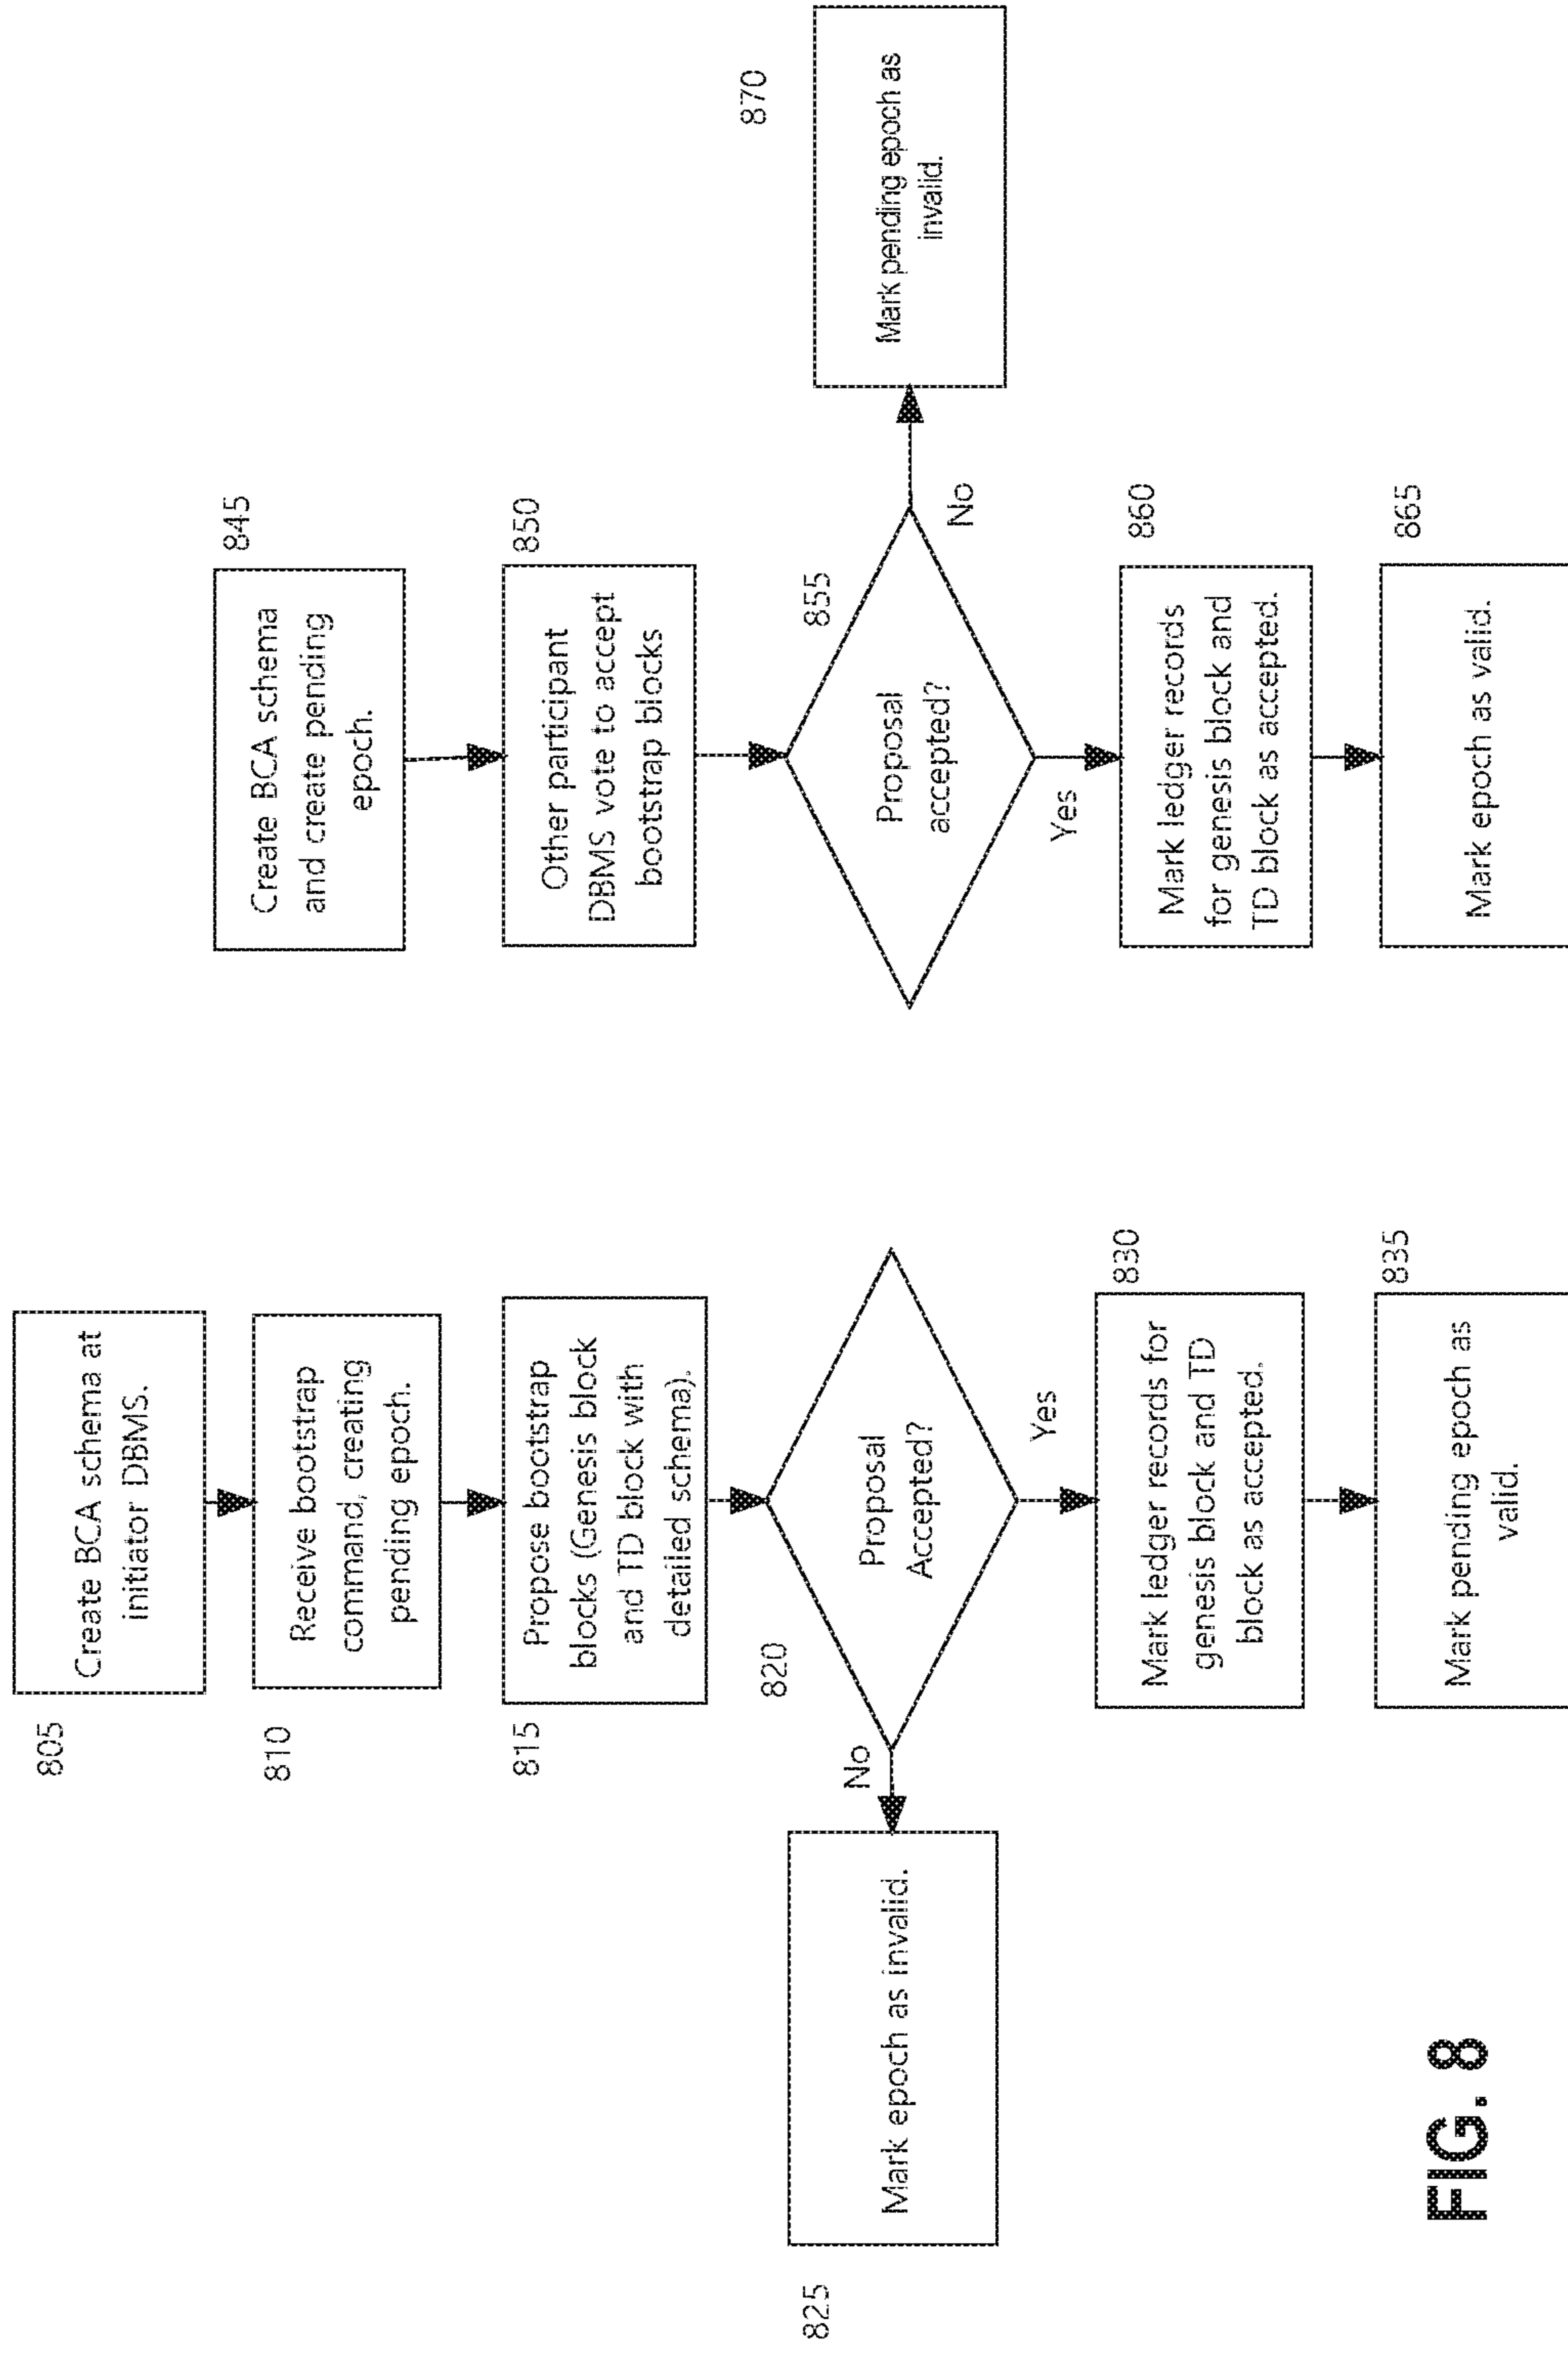 805
Create BCA schema at
initiator DBMS.
810
Receive bootstrap
command, creating
pending epoch.
815
Propose bootstrap
blocks (Genesis block
and TD block with
detailed schema).
820
Proposal
Accepted?
No
Yes
825
Mark epoch as invalid.
830
Mark ledger records for
genesis block and TD
block as accepted.
835
Mark pending epoch as
valid.
845
Create BCA schema
and create pending
epoch.
850
Other participant
DBMS vote to accept
bootstrap blocks
855
Proposal
accepted?
No
Yes
870
Mark pending epoch as
invalid.
860
Mark ledger records
for genesis block and
TD block as accepted.
865
Mark epoch as valid.
FIG. 8